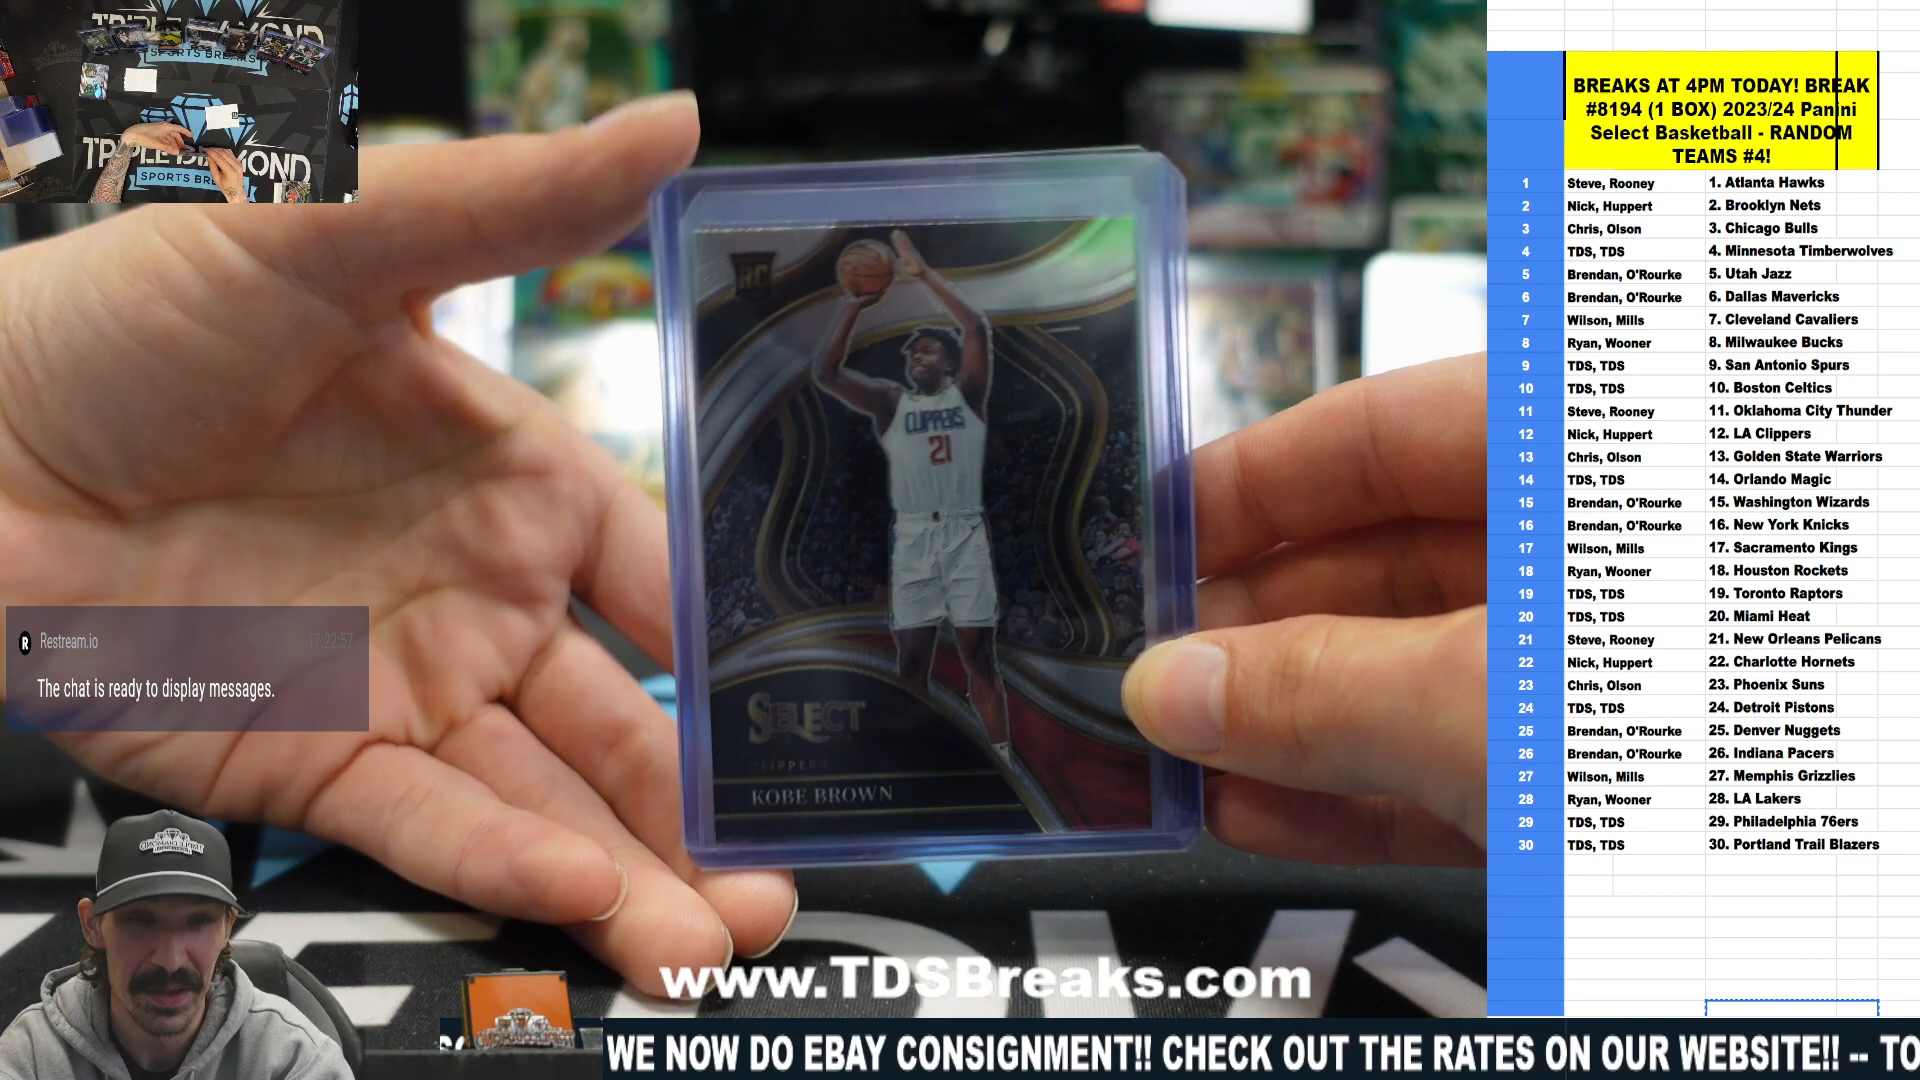 TRIPLE DIAMOND
SPORTS BREAKS
TRIPLE DIAMOND
SPORTS BREAKS
RC
CLIPPERS
21
SELECT
CLIPPERS
KOBE BROWN
Restream.io 17:22:57
The chat is ready to display messages.
www.TDSBreaks.com
WE NOW DO EBAY CONSIGNMENT!! CHECK OUT THE RATES ON OUR WEBSITE!! -- TO
BREAKS AT 4PM TODAY! BREAK
#8194 (1 BOX) 2023/24 Panini
Select Basketball - RANDOM
TEAMS #4!
1 Steve, Rooney 1. Atlanta Hawks
2 Nick, Huppert 2. Brooklyn Nets
3 Chris, Olson 3. Chicago Bulls
4 TDS, TDS 4. Minnesota Timberwolves
5 Brendan, O'Rourke 5. Utah Jazz
6 Brendan, O'Rourke 6. Dallas Mavericks
7 Wilson, Mills 7. Cleveland Cavaliers
8 Ryan, Wooner 8. Milwaukee Bucks
9 TDS, TDS 9. San Antonio Spurs
10 TDS, TDS 10. Boston Celtics
11 Steve, Rooney 11. Oklahoma City Thunder
12 Nick, Huppert 12. LA Clippers
13 Chris, Olson 13. Golden State Warriors
14 TDS, TDS 14. Orlando Magic
15 Brendan, O'Rourke 15. Washington Wizards
16 Brendan, O'Rourke 16. New York Knicks
17 Wilson, Mills 17. Sacramento Kings
18 Ryan, Wooner 18. Houston Rockets
19 TDS, TDS 19. Toronto Raptors
20 TDS, TDS 20. Miami Heat
21 Steve, Rooney 21. New Orleans Pelicans
22 Nick, Huppert 22. Charlotte Hornets
23 Chris, Olson 23. Phoenix Suns
24 TDS, TDS 24. Detroit Pistons
25 Brendan, O'Rourke 25. Denver Nuggets
26 Brendan, O'Rourke 26. Indiana Pacers
27 Wilson, Mills 27. Memphis Grizzlies
28 Ryan, Wooner 28. LA Lakers
29 TDS, TDS 29. Philadelphia 76ers
30 TDS, TDS 30. Portland Trail Blazers